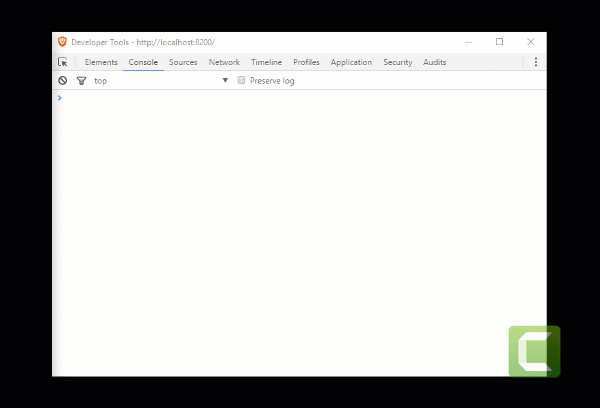 Developer Tools - http://localhost:8200/
Elements Console Sources Network Timeline Profiles Application Security Audits
top Preserve log